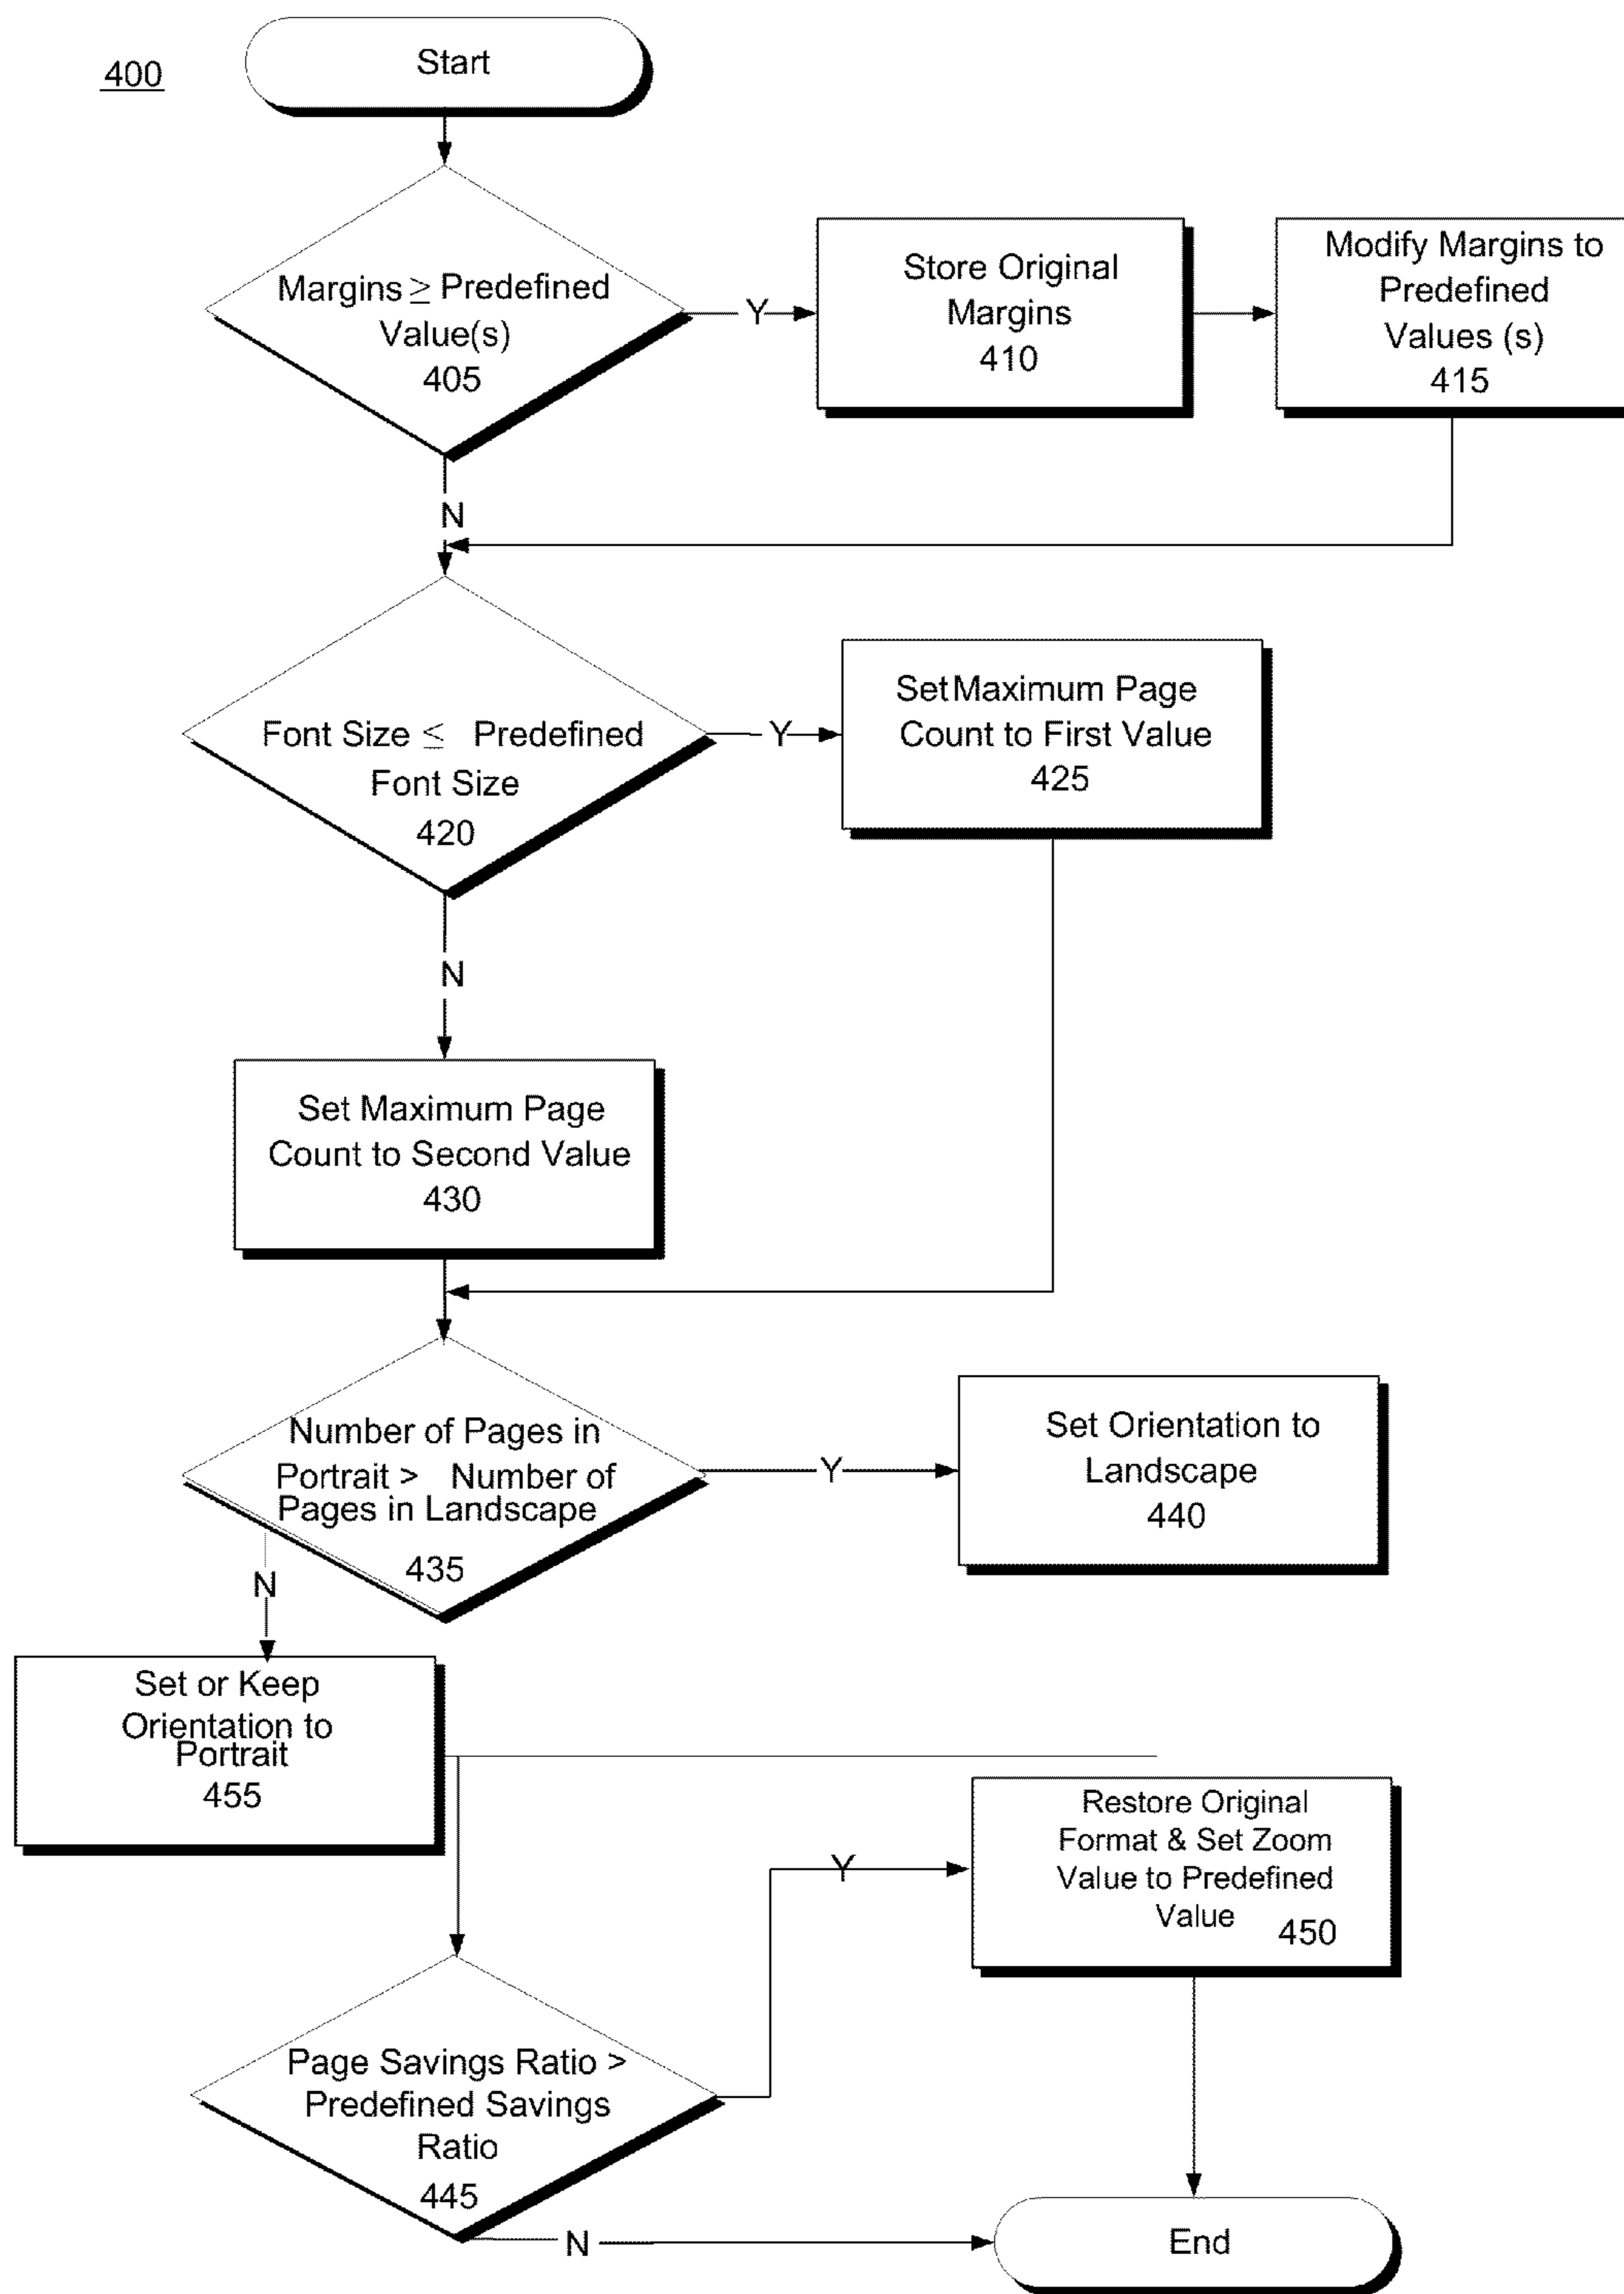 400
Start
Margins ≥ Predefined
Value(s)
405
Y
Store Original
Margins
410
Modify Margins to
Predefined
Values (s)
415
N
Font Size ≤ Predefined
Font Size
420
Y
Set Maximum Page
Count to First Value
425
N
Set Maximum Page
Count to Second Value
430
Number of Pages in
Portrait > Number of
Pages in Landscape
435
Y
Set Orientation to
Landscape
440
N
Set or Keep
Orientation to
Portrait
455
Restore Original
Format & Set Zoom
Value to Predefined
Value 450
Y
Page Savings Ratio >
Predefined Savings
Ratio
445
N
End